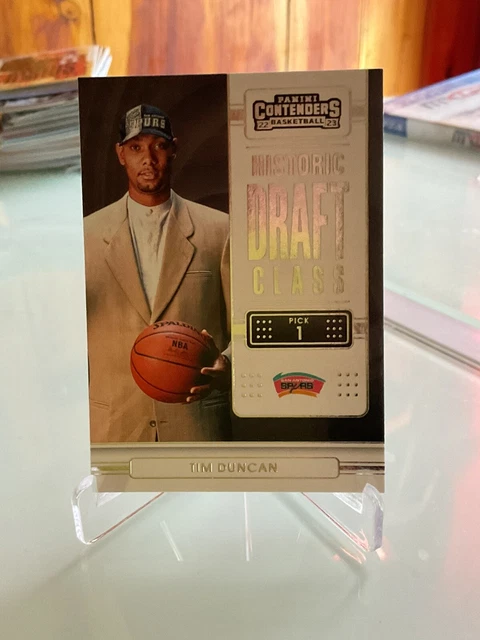 PANINI
CONTENDERS
22 BASKETBALL 23
HISTORIC
DRAFT
CLASS
PICK
1
SPURS
SPALDING
NBA
SAN ANTONIO
SPURS
TIM DUNCAN